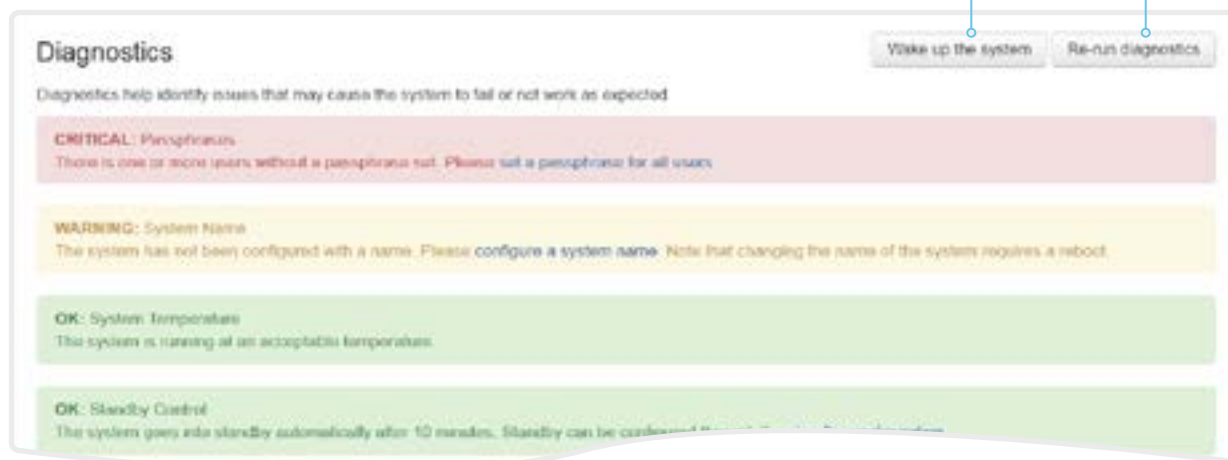 Diagnostics
Wake up the system
Re-run diagnostics
Diagnostics help identify issues that may cause the system to fail or not work as expected
CRITICAL: Passphrases
There is one or more users without a passphrase set. Please set a passphrase for all users
WARNING: System Name
The system has not been configured with a name. Please configure a system name. Note that changing the name of the system requires a reboot.
OK: System Temperature
The system is running at an acceptable temperature.
OK: Standby Control
The system goes into standby automatically after 10 minutes. Standby can be